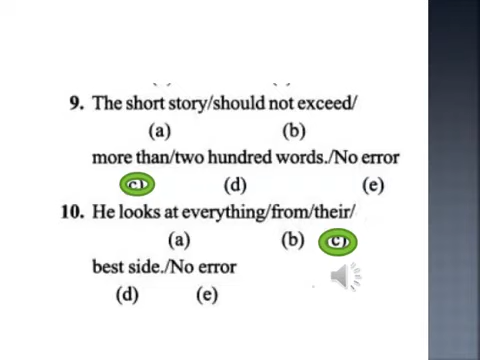 9. The short story/should not exceed/
(a) (b)
more than/two hundred words./No error
(c) (d) (e)
10. He looks at everything/from/their/
(a) (b) (c)
best side./No error
(d) (e)